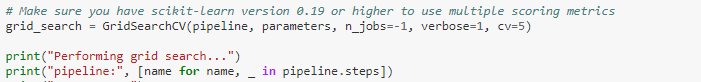 # Make sure you have scikit-learn version 0.19 or higher to use multiple scoring metrics
grid_search = GridSearchCV(pipeline, parameters, n_jobs=-1, verbose=1, cv=5)
print("Performing grid search...")
print("pipeline:", [name for name, _ in pipeline.steps])